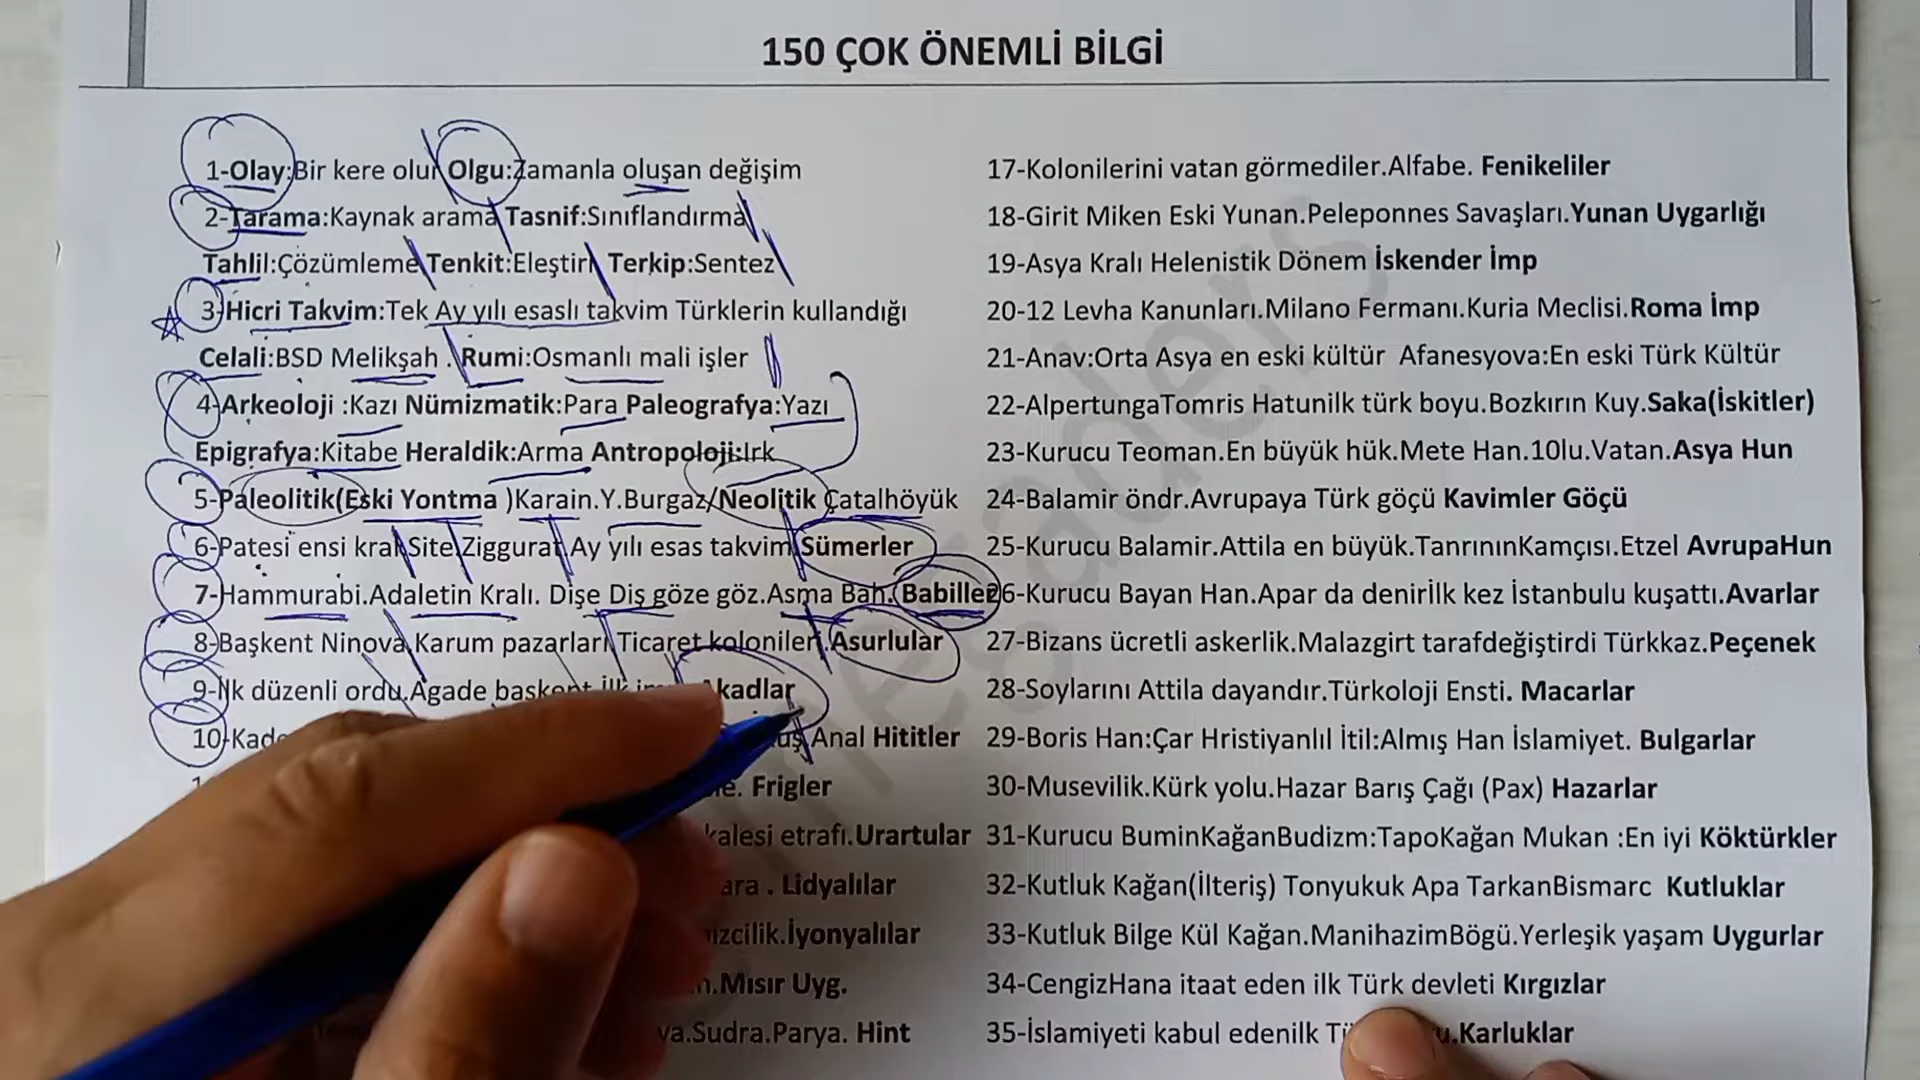 150 ÇOK ÖNEMLİ BİLGİ
1-Olay:Bir kere olur Olgu:Zamanla oluşan değişim
2-Tarama:Kaynak arama Tasnif:Sınıflandırma
Tahlil:Çözümleme Tenkit:Eleştiri Terkip:Sentez
3-Hicri Takvim:Tek Ay yılı esaslı takvim Türklerin kullandığı
Celali:BSD Melikşah . Rumi:Osmanlı mali işler
4-Arkeoloji :Kazı Nümizmatik:Para Paleografya:Yazı
Epigrafya:Kitabe Heraldik:Arma Antropoloji:Irk
5-Paleolitik(Eski Yontma )Karain.Y.Burgaz/Neolitik Çatalhöyük
6-Patesi ensi kral Site Ziggurat.Ay yılı esas takvim Sümerler
7-Hammurabi.Adaletin Kralı. Dişe Diş göze göz.Asma Bah. Babiller
8-Başkent Ninova Karum pazarları Ticaret kolonileri.Asurlular
9-İlk düzenli ordu.Agade başkent İlk Akadlar
10- Anal Hititler
Frigler
kalesi etrafı.Urartular
Lidyalılar
İyonyalılar
Mısır Uyg.
Sudra.Parya. Hint
17-Kolonilerini vatan görmediler.Alfabe. Fenikeliler
18-Girit Miken Eski Yunan.Peleponnes Savaşları.Yunan Uygarlığı
19-Asya Kralı Helenistik Dönem İskender İmp
20-12 Levha Kanunları.Milano Fermanı.Kuria Meclisi.Roma İmp
21-Anav:Orta Asya en eski kültür Afanesyova:En eski Türk Kültür
22-AlpertungaTomris Hatunilk türk boyu.Bozkırın Kuy.Saka(İskitler)
23-Kurucu Teoman.En büyük hük.Mete Han.10lu.Vatan.Asya Hun
24-Balamir öndr.Avrupaya Türk göçü Kavimler Göçü
25-Kurucu Balamir.Attila en büyük.TanrınınKamçısı.Etzel AvrupaHun
26-Kurucu Bayan Han.Apar da denirİlk kez İstanbulu kuşattı.Avarlar
27-Bizans ücretli askerlik.Malazgirt tarafdeğiştirdi Türkkaz.Peçenek
28-Soylarını Attila dayandır.Türkoloji Ensti. Macarlar
29-Boris Han:Çar Hristiyanlıl İtil:Almış Han İslamiyet. Bulgarlar
30-Musevilik.Kürk yolu.Hazar Barış Çağı (Pax) Hazarlar
31-Kurucu BuminKağanBudizm:TapoKağan Mukan :En iyi Köktürkler
32-Kutluk Kağan(İlteriş) Tonyukuk Apa TarkanBismarc Kutluklar
33-Kutluk Bilge Kül Kağan.ManihazimBögü.Yerleşik yaşam Uygurlar
34-CengizHana itaat eden ilk Türk devleti Kırgızlar
35-İslamiyeti kabul edenilk Karluklar